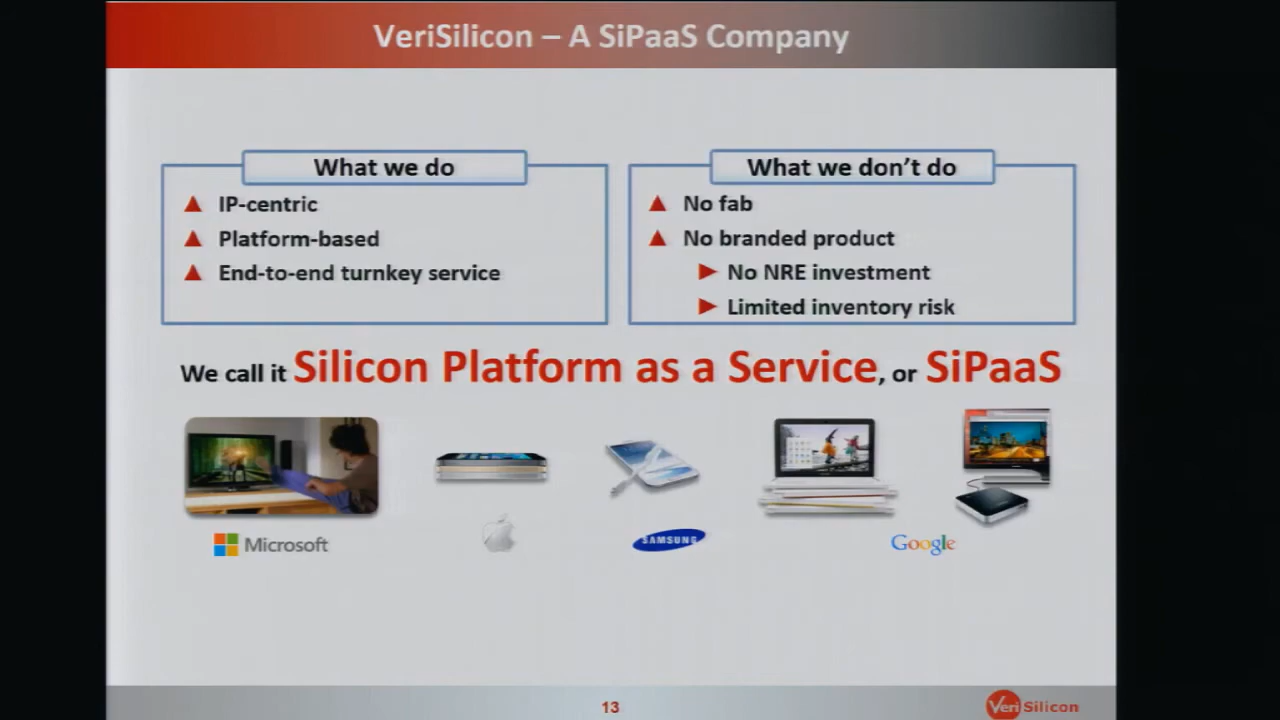 VeriSilicon – A SiPaaS Company
What we do
IP-centric
Platform-based
End-to-end turnkey service
What we don't do
No fab
No branded product
No NRE investment
Limited inventory risk
We call it Silicon Platform as a Service, or SiPaaS
Microsoft
SAMSUNG
Google
13
VeriSilicon